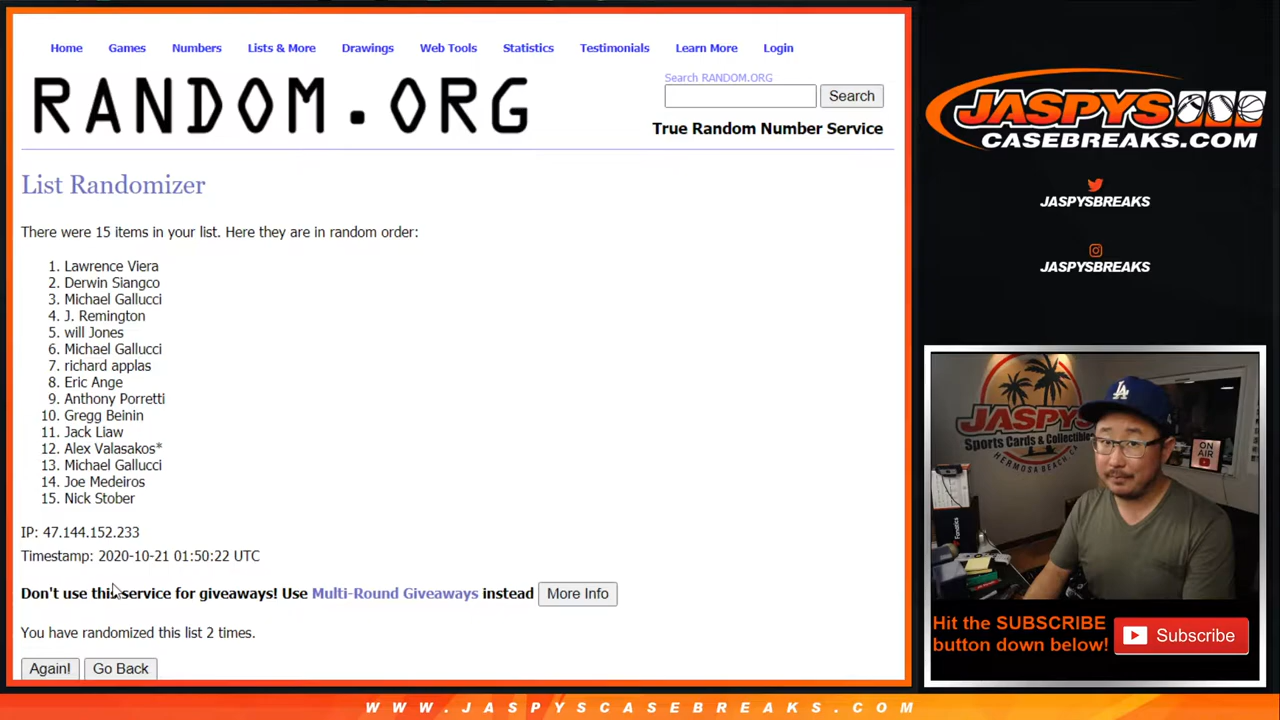 Home Games Numbers Lists & More Drawings Web Tools Statistics Testimonials Learn More Login
RANDOM.ORG
Search RANDOM.ORG
Search
True Random Number Service
List Randomizer
There were 15 items in your list. Here they are in random order:
1. Lawrence Viera
2. Derwin Siangco
3. Michael Gallucci
4. J. Remington
5. will Jones
6. Michael Gallucci
7. richard applas
8. Eric Ange
9. Anthony Porretti
10. Gregg Beinin
11. Jack Liaw
12. Alex Valasakos*
13. Michael Gallucci
14. Joe Medeiros
15. Nick Stober
IP: 47.144.152.233
Timestamp: 2020-10-21 01:50:22 UTC
Don't use this service for giveaways! Use Multi-Round Giveaways instead More Info
You have randomized this list 2 times.
Again! Go Back
JASPYS
CASEBREAKS.COM
JASPYSBREAKS
JASPYSBREAKS
JASPYS
Sports Cards & Collectibles
HERMOSA BEACH, CA
ON AIR
Fanatics
LA
Hit the SUBSCRIBE
button down below!
Subscribe
WWW.JASPYSCASEBREAKS.COM